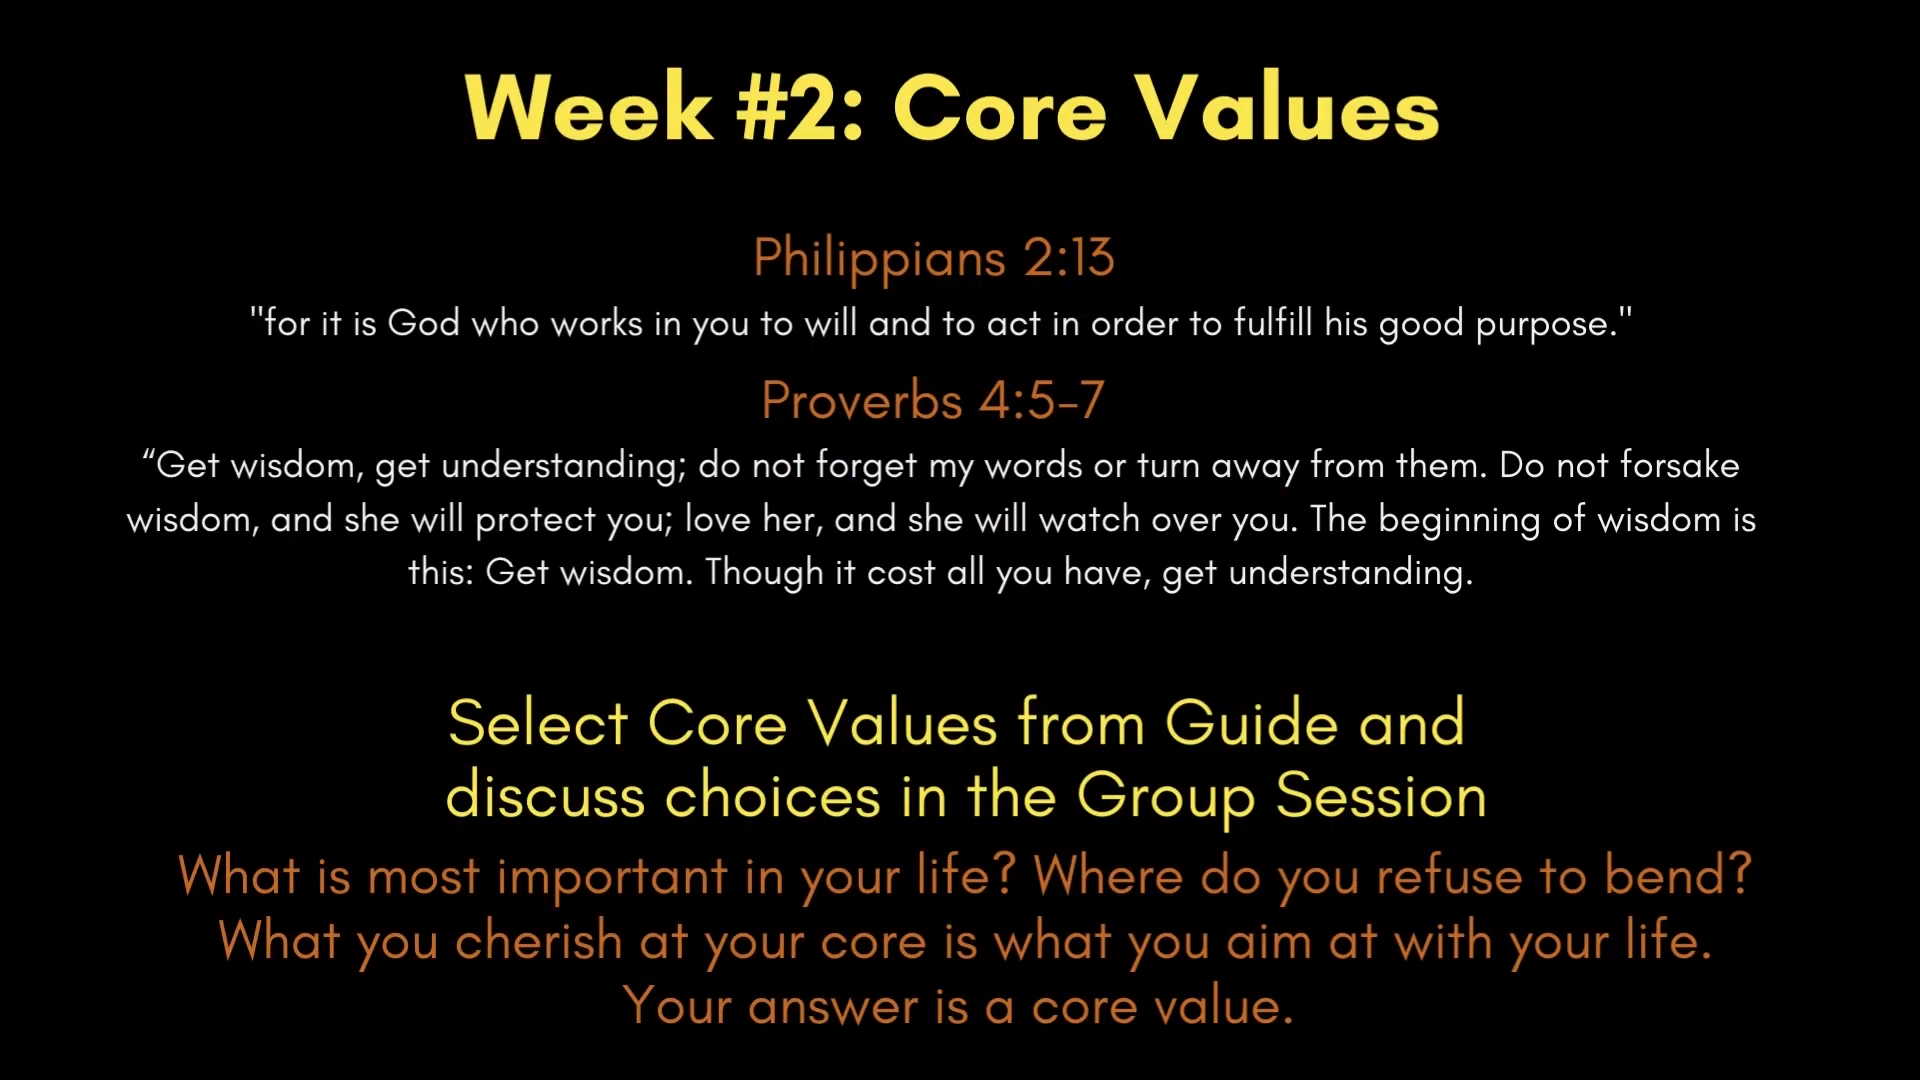 Week #2: Core Values
Philippians 2:13
"for it is God who works in you to will and to act in order to fulfill his good purpose."
Proverbs 4:5-7
“Get wisdom, get understanding; do not forget my words or turn away from them. Do not forsake
wisdom, and she will protect you; love her, and she will watch over you. The beginning of wisdom is
this: Get wisdom. Though it cost all you have, get understanding.
Select Core Values from Guide and
discuss choices in the Group Session
What is most important in your life? Where do you refuse to bend?
What you cherish at your core is what you aim at with your life.
Your answer is a core value.